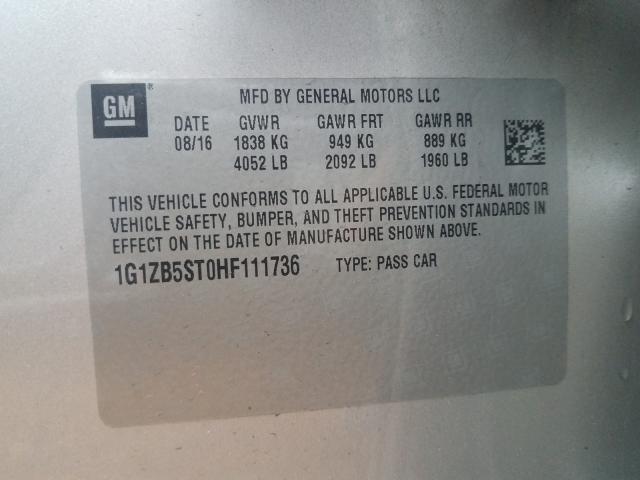 GM
MFD BY GENERAL MOTORS LLC
DATE GVWR GAWR FRT GAWR RR
08/16 1838 KG 949 KG 889 KG
4052 LB 2092 LB 1960 LB
THIS VEHICLE CONFORMS TO ALL APPLICABLE U.S. FEDERAL MOTOR
VEHICLE SAFETY, BUMPER, AND THEFT PREVENTION STANDARDS IN
EFFECT ON THE DATE OF MANUFACTURE SHOWN ABOVE.
1G1ZB5ST0HF111736 TYPE: PASS CAR